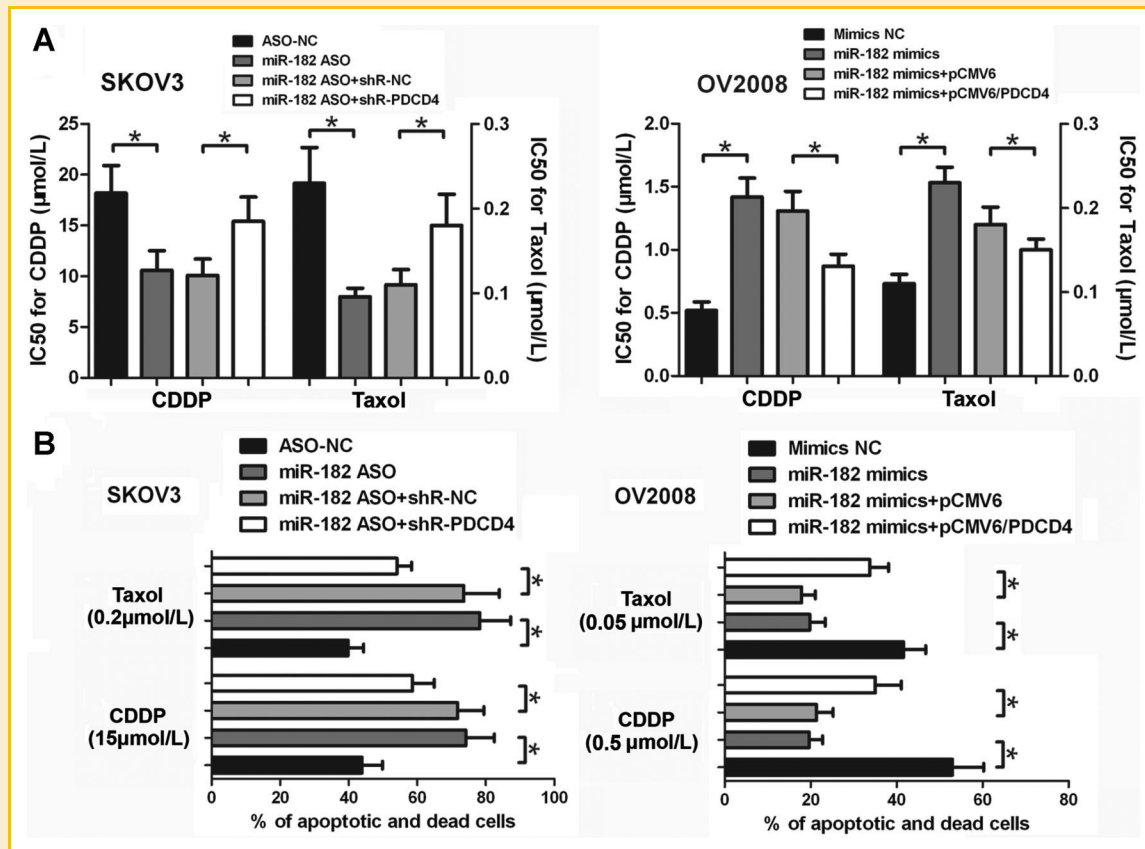 A
SKOV3
ASO-NC
miR-182 ASO
miR-182 ASO+shR-NC
miR-182 ASO+shR-PDCD4
IC50 for CDDP (µmol/L)
25
20
15
10
5
0
* * * *
0.3
0.2
0.1
0.0
IC50 for Taxol (µmol/L)
CDDP Taxol
OV2008
Mimics NC
miR-182 mimics
miR-182 mimics+pCMV6
miR-182 mimics+pCMV6/PDCD4
IC50 for CDDP (µmol/L)
2.0
1.5
1.0
0.5
0.0
* * * *
0.3
0.2
0.1
0.0
IC50 for Taxol (µmol/L)
CDDP Taxol
B
SKOV3
ASO-NC
miR-182 ASO
miR-182 ASO+shR-NC
miR-182 ASO+shR-PDCD4
Taxol
(0.2µmol/L)
*
*
CDDP
(15µmol/L)
*
*
0 20 40 60 80 100
% of apoptotic and dead cells
OV2008
Mimics NC
miR-182 mimics
miR-182 mimics+pCMV6
miR-182 mimics+pCMV6/PDCD4
Taxol
(0.05 µmol/L)
*
*
CDDP
(0.5 µmol/L)
*
*
0 20 40 60 80
% of apoptotic and dead cells